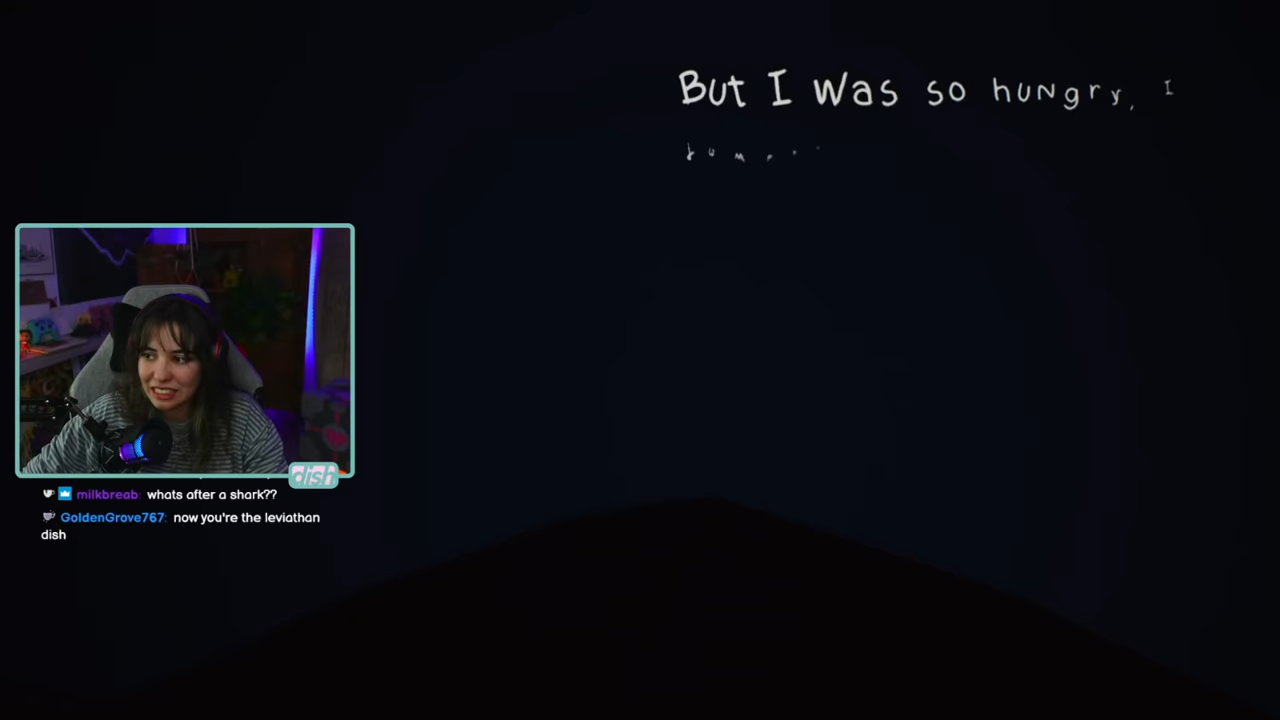 But I was so hungry, I
dish
milkbreab: whats after a shark??
GoldenGrove767: now you're the leviathan
dish